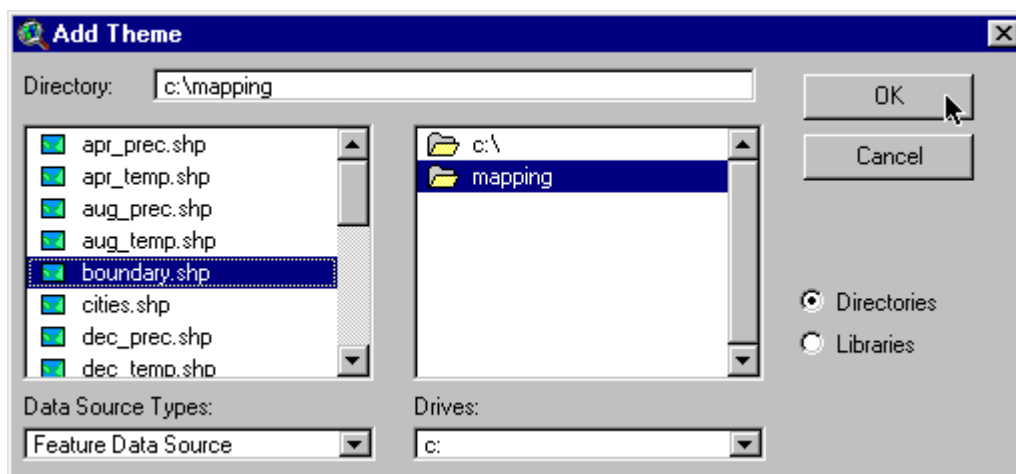 Add Theme
Directory: c:\mapping
OK
Cancel
apr_prec.shp
apr_temp.shp
aug_prec.shp
aug_temp.shp
boundary.shp
cities.shp
dec_prec.shp
dec_temp.shp
c:\
mapping
Directories
Libraries
Data Source Types:
Feature Data Source
Drives:
c: